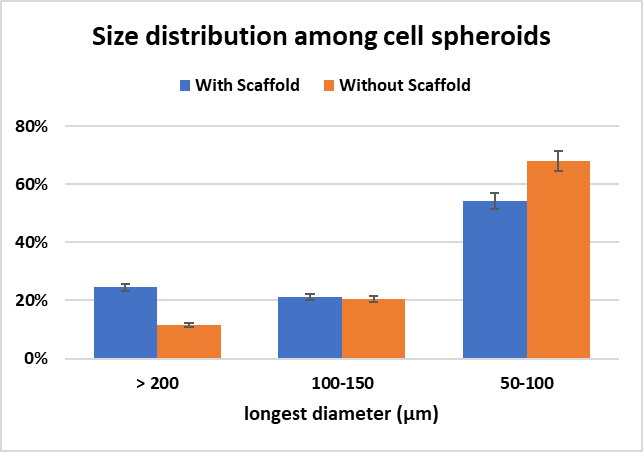 Size distribution among cell spheroids
With Scaffold Without Scaffold
80%
60%
40%
20%
0%
> 200 100-150 50-100
longest diameter (µm)